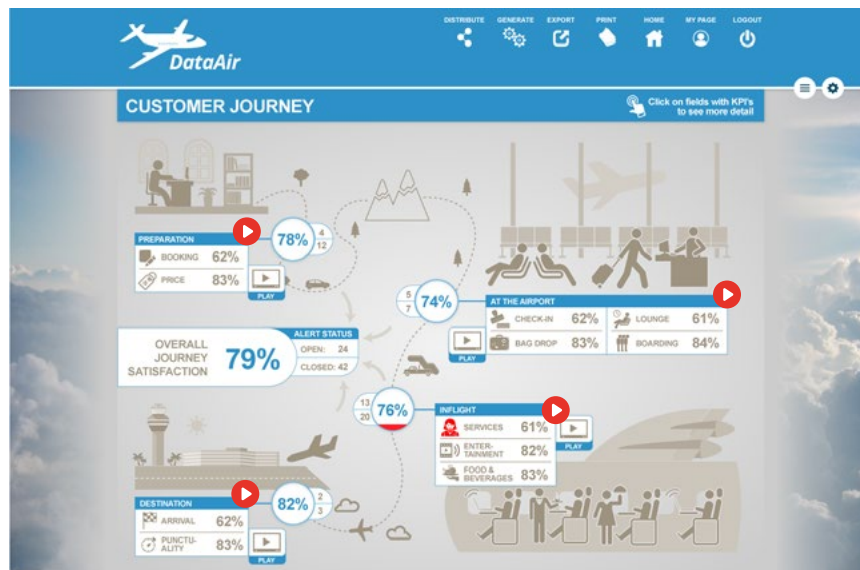 DISTRIBUTE GENERATE EXPORT PRINT HOME MY PAGE LOGOUT
DataAir
CUSTOMER JOURNEY
Click on fields with KPI's
to see more detail
PREPARATION
BOOKING 62%
PRICE 83%
PLAY
78%
4
12
AT THE AIRPORT
CHECK-IN 62%
BAG DROP 83%
LOUNGE 61%
BOARDING 84%
PLAY
74%
5
7
OVERALL
JOURNEY
SATISFACTION
79%
ALERT STATUS
OPEN: 24
CLOSED: 42
13
20
76%
INFLIGHT
SERVICES 61%
ENTER-
TAINMENT 82%
FOOD &
BEVERAGES 83%
PLAY
DESTINATION
ARRIVAL 62%
PUNCTU-
ALITY 83%
PLAY
82%
2
3